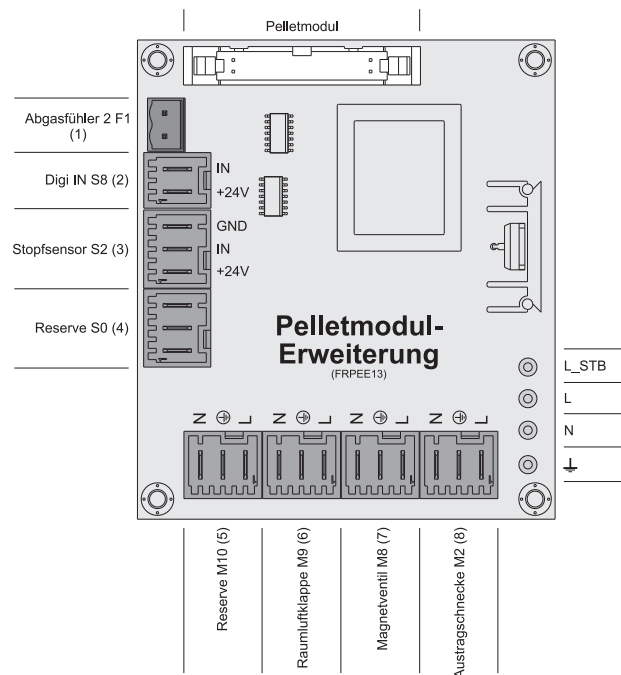 Pelletmodul
Abgasfühler 2 F1
(1)
Digi IN S8 (2)
IN
+24V
Stopfsensor S2 (3)
GND
IN
+24V
Reserve S0 (4)
Pelletmodul-
Erweiterung
(FRPEE13)
L_STB
L
N
N L N L N L N L
Reserve M10 (5)
Raumluftklappe M9 (6)
Magnetventil M8 (7)
Austragschnecke M2 (8)